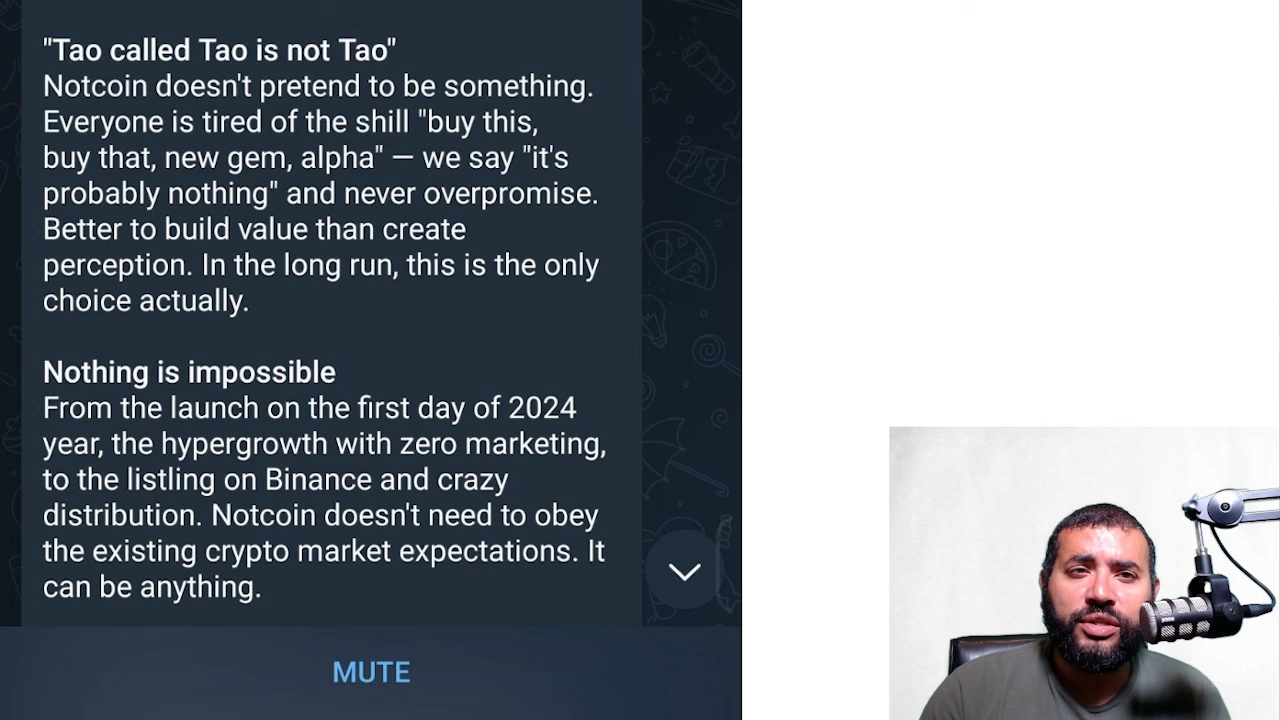 "Tao called Tao is not Tao"
Notcoin doesn't pretend to be something.
Everyone is tired of the shill "buy this,
buy that, new gem, alpha" — we say "it's
probably nothing" and never overpromise.
Better to build value than create
perception. In the long run, this is the only
choice actually.
Nothing is impossible
From the launch on the first day of 2024
year, the hypergrowth with zero marketing,
to the listling on Binance and crazy
distribution. Notcoin doesn't need to obey
the existing crypto market expectations. It
can be anything.
MUTE